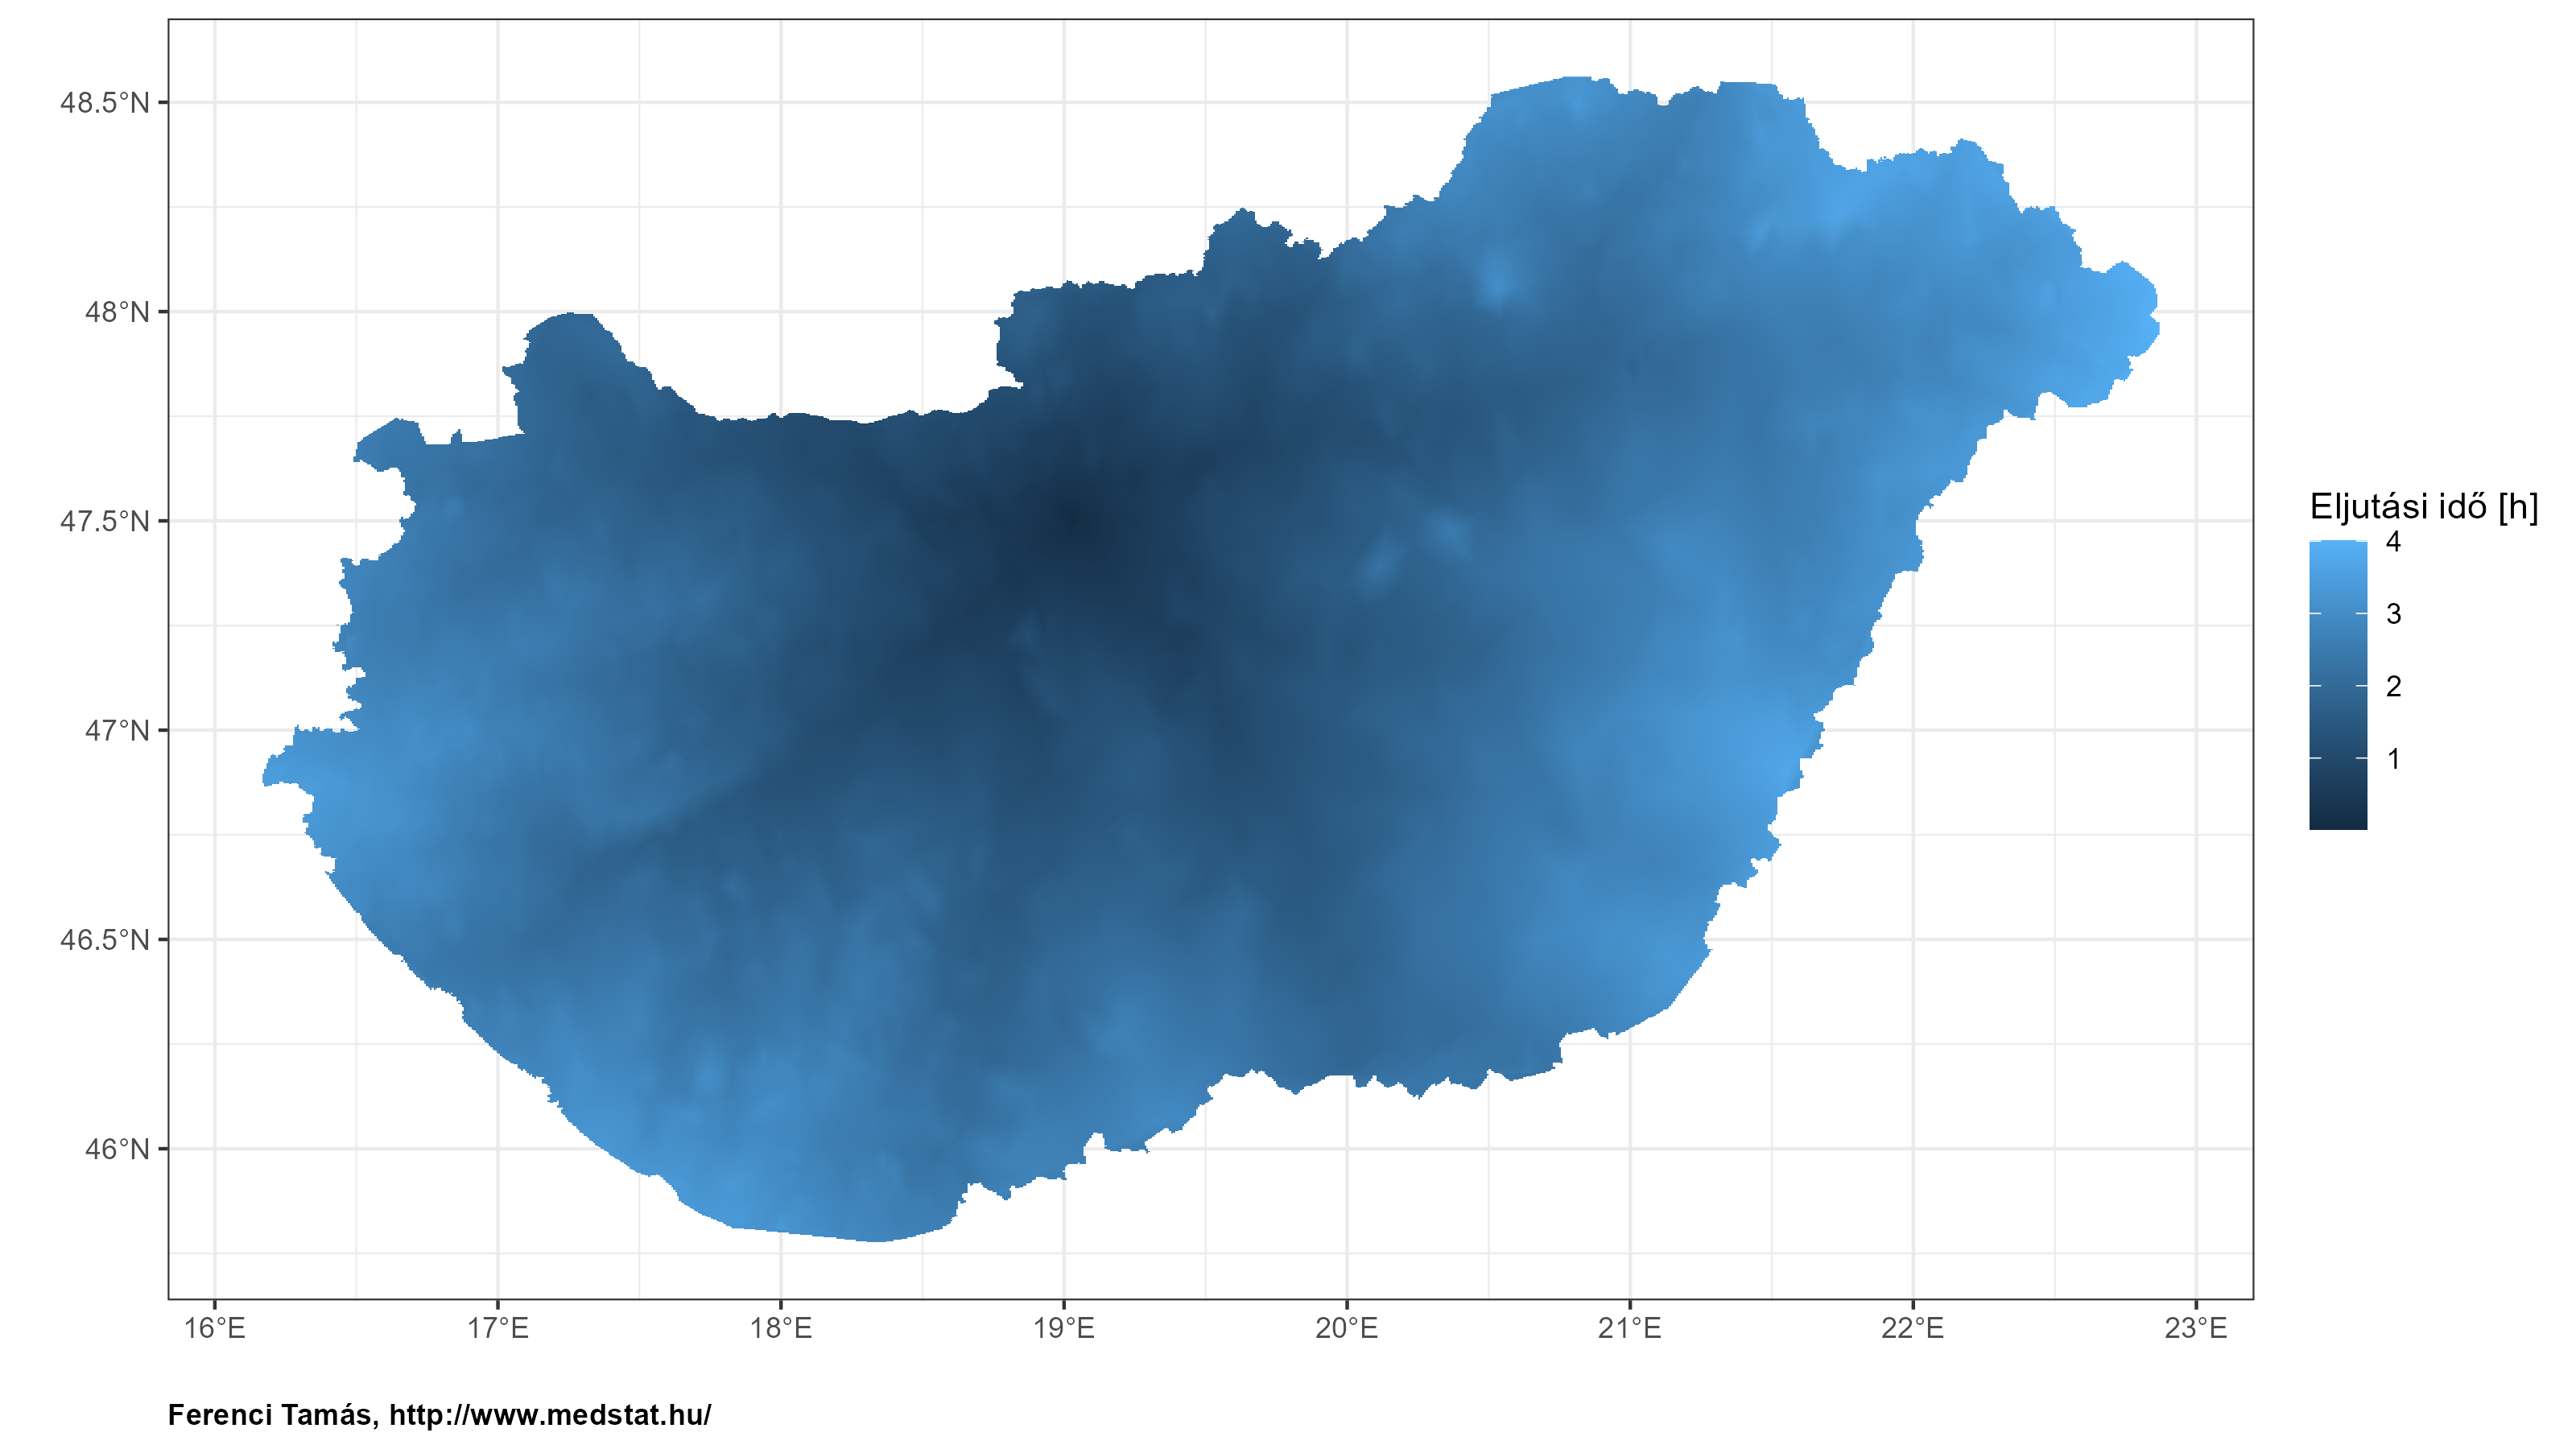 48.5°N
48°N
47.5°N
47°N
46.5°N
46°N
16°E 17°E 18°E 19°E 20°E 21°E 22°E 23°E
Eljutási idő [h]
4
3
2
1
Ferenci Tamás, http://www.medstat.hu/